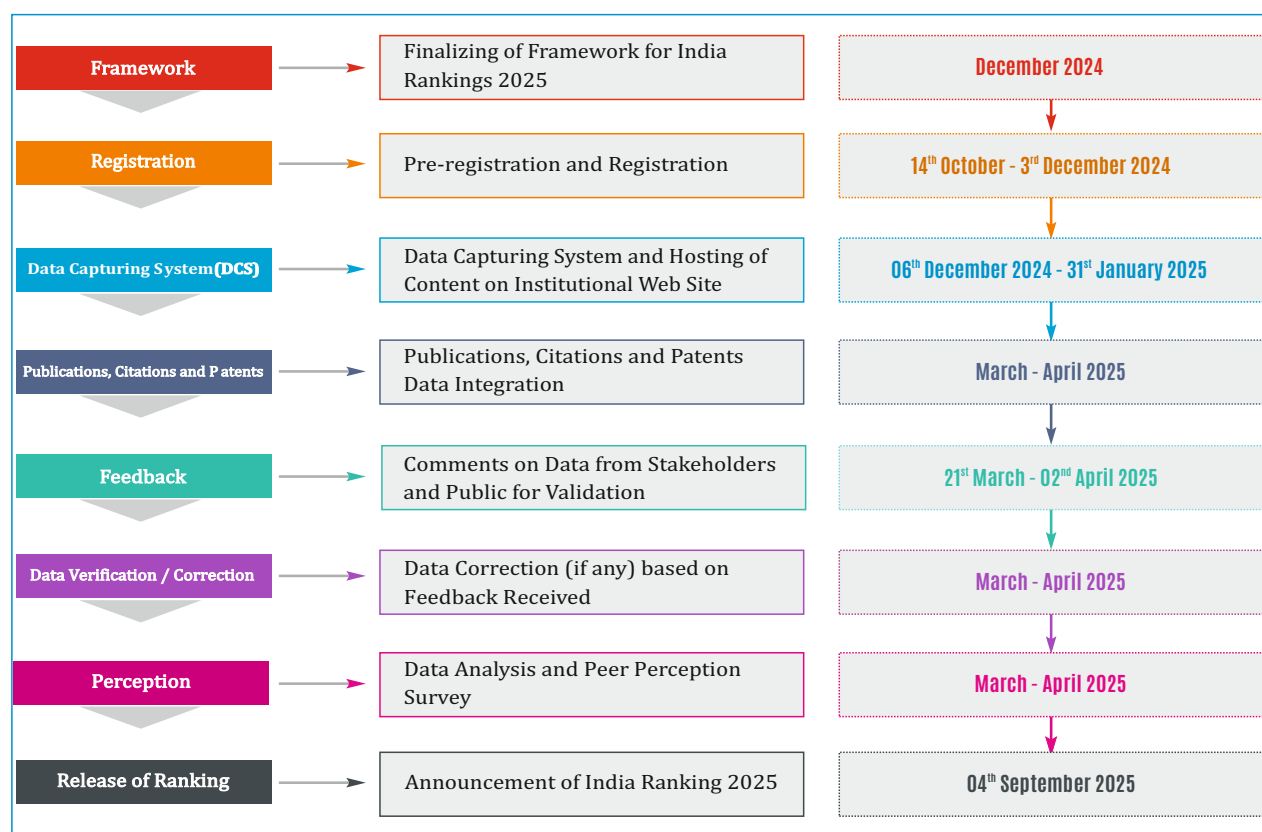 Framework
Finalizing of Framework for India
Rankings 2025
December 2024
Registration
Pre-registration and Registration
14th October - 3rd December 2024
Data Capturing System(DCS)
Data Capturing System and Hosting of
Content on Institutional Web Site
06th December 2024 - 31st January 2025
Publications, Citations and Patents
Publications, Citations and Patents
Data Integration
March - April 2025
Feedback
Comments on Data from Stakeholders
and Public for Validation
21st March - 02nd April 2025
Data Verification / Correction
Data Correction (if any) based on
Feedback Received
March - April 2025
Perception
Data Analysis and Peer Perception
Survey
March - April 2025
Release of Ranking
Announcement of India Ranking 2025
04th September 2025